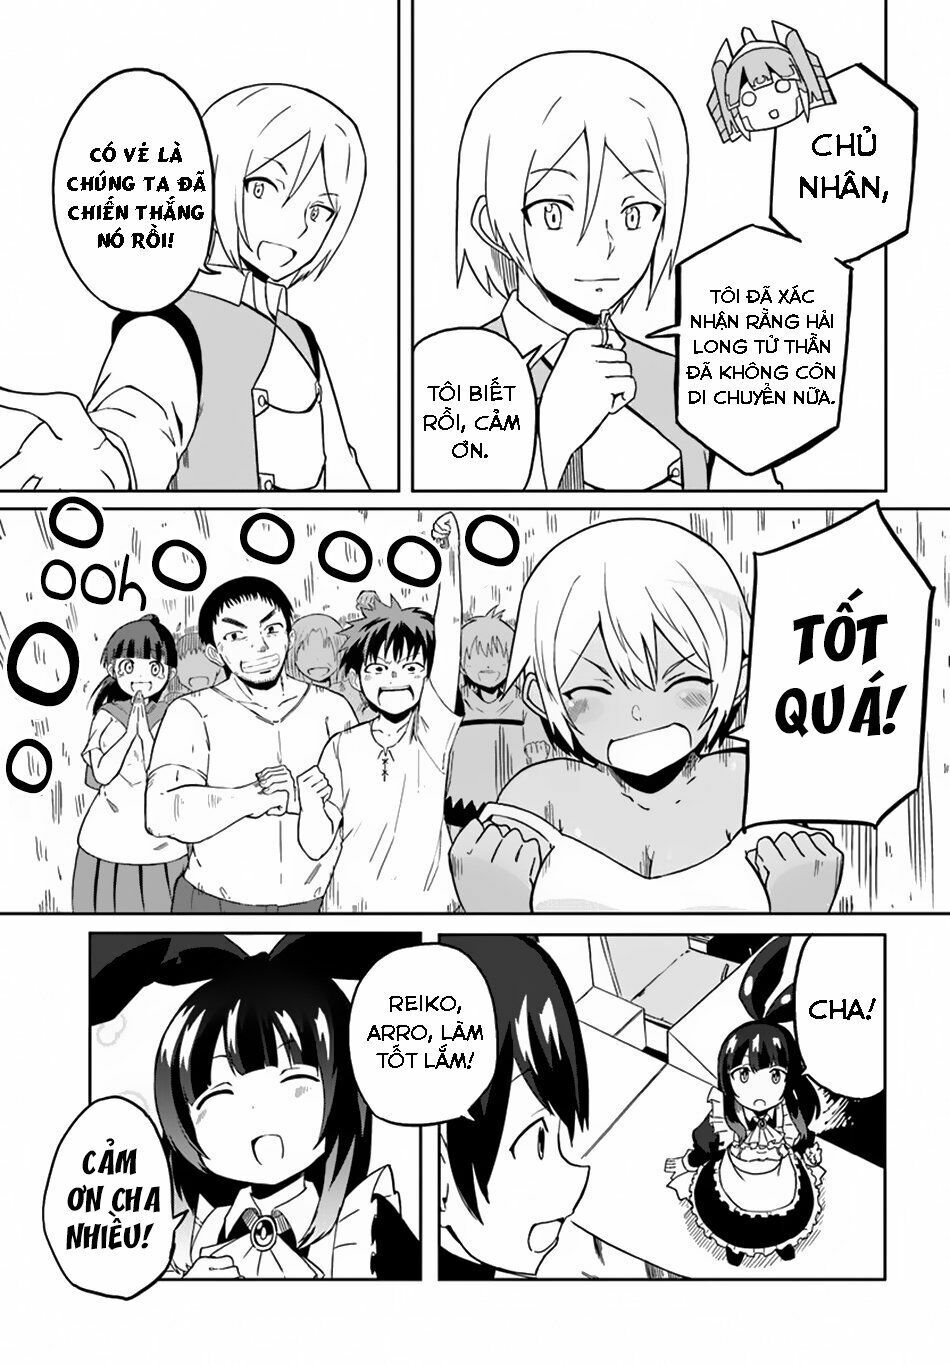 CHỦ
NHÂN,
TÔI ĐÃ XÁC
NHẬN RẰNG HẢI
LONG TỬ THẦN
ĐÃ KHÔNG CÒN
DI CHUYỂN NỮA.
TÔI BIẾT
RỒI, CẢM
ƠN.
CÓ VẺ LÀ
CHÚNG TA ĐÃ
CHIẾN THẮNG
NÓ RỒI!
TỐT
QUÁ!
OOh
OOOOOOOO
CHA!
REIKO,
ARRO, LÀM
TỐT LẮM!
CẢM
ƠN CHA
NHIỀU!